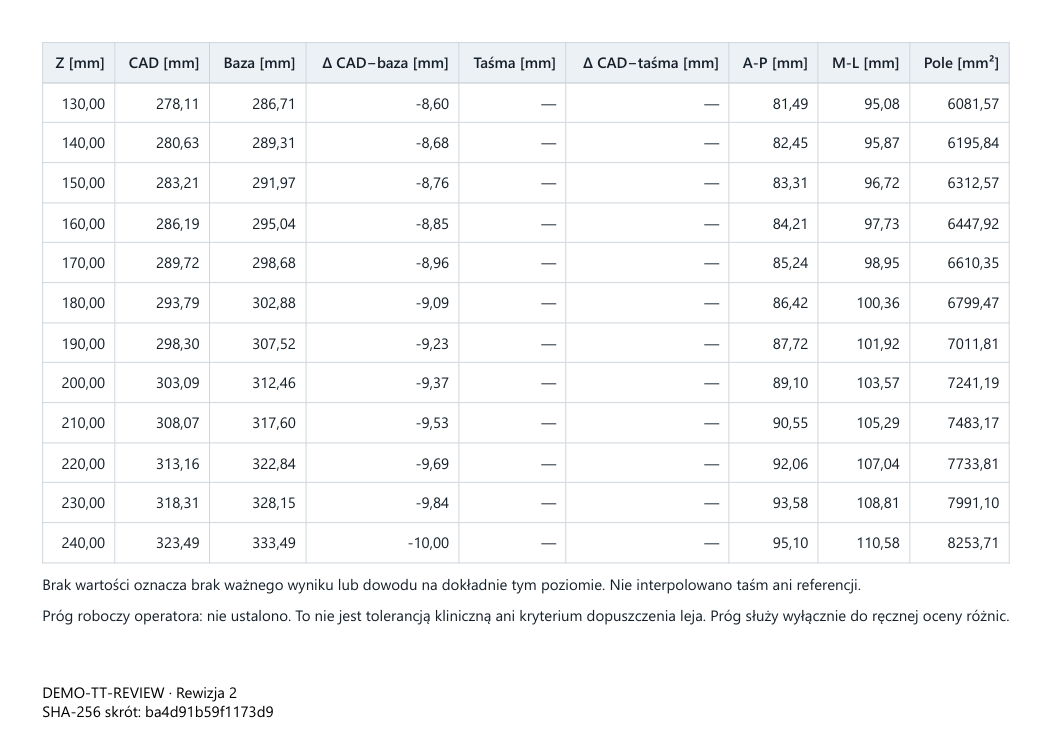 Z [mm] CAD [mm] Baza [mm] Δ CAD–baza [mm] Taśma [mm] Δ CAD–taśma [mm] A-P [mm] M-L [mm] Pole [mm²]
130,00 278,11 286,71 -8,60 — — 81,49 95,08 6081,57
140,00 280,63 289,31 -8,68 — — 82,45 95,87 6195,84
150,00 283,21 291,97 -8,76 — — 83,31 96,72 6312,57
160,00 286,19 295,04 -8,85 — — 84,21 97,73 6447,92
170,00 289,72 298,68 -8,96 — — 85,24 98,95 6610,35
180,00 293,79 302,88 -9,09 — — 86,42 100,36 6799,47
190,00 298,30 307,52 -9,23 — — 87,72 101,92 7011,81
200,00 303,09 312,46 -9,37 — — 89,10 103,57 7241,19
210,00 308,07 317,60 -9,53 — — 90,55 105,29 7483,17
220,00 313,16 322,84 -9,69 — — 92,06 107,04 7733,81
230,00 318,31 328,15 -9,84 — — 93,58 108,81 7991,10
240,00 323,49 333,49 -10,00 — — 95,10 110,58 8253,71
Brak wartości oznacza brak ważnego wyniku lub dowodu na dokładnie tym poziomie. Nie interpolowano taśm ani referencji.
Próg roboczy operatora: nie ustalono. To nie jest tolerancją kliniczną ani kryterium dopuszczenia leja. Próg służy wyłącznie do ręcznej oceny różnic.
DEMO-TT-REVIEW · Rewizja 2
SHA-256 skrót: ba4d91b59f1173d9